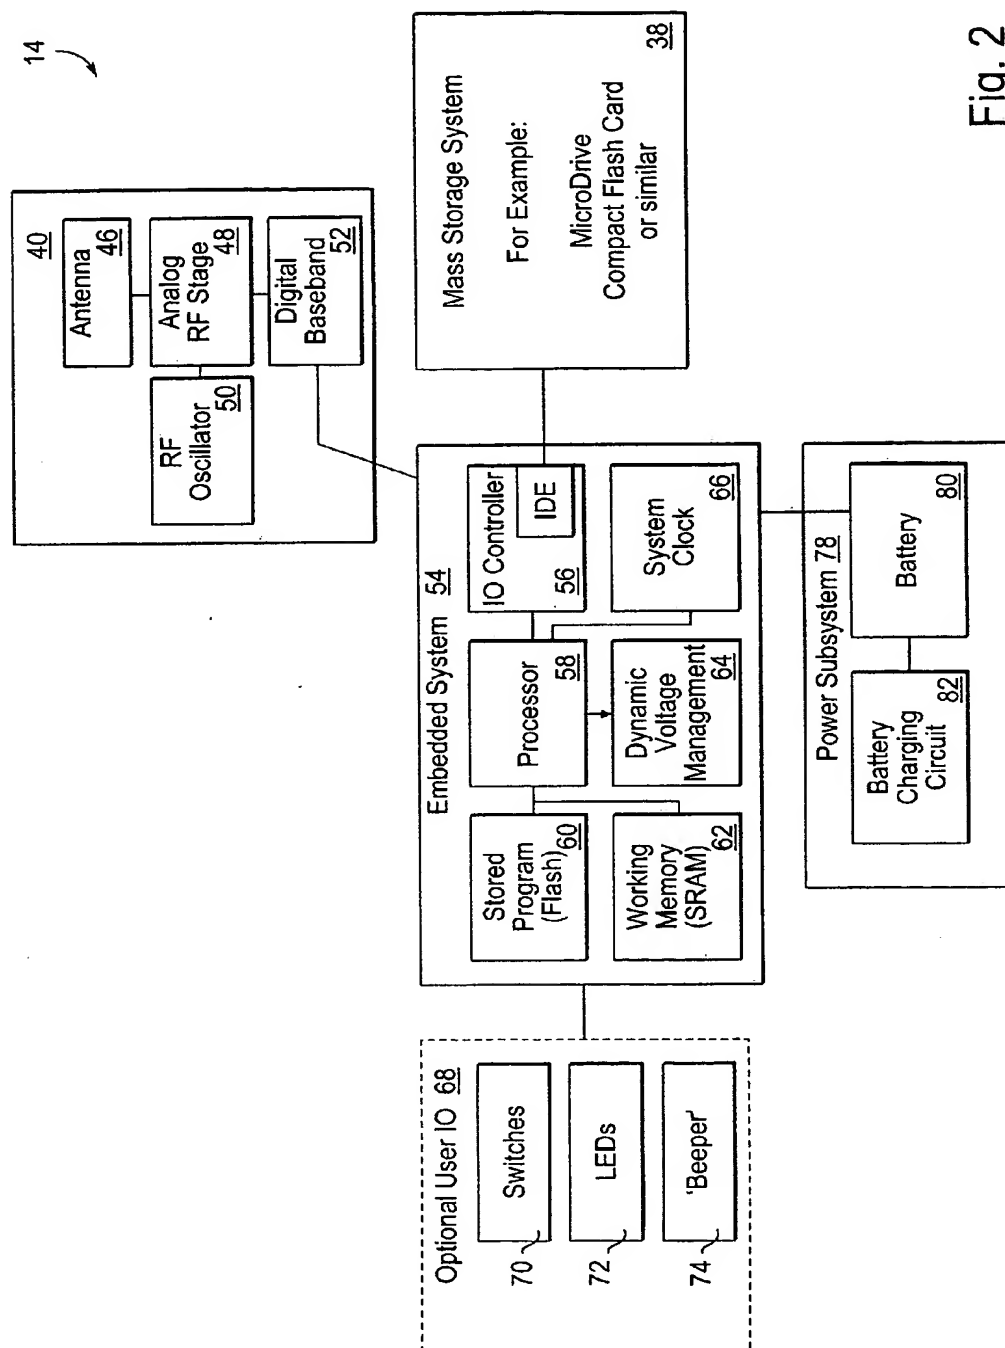 14
40
Antenna
46
Analog
RF Stage
48
RF
Oscillator
50
Digital
Baseband
52
Mass Storage System
For Example:
MicroDrive
Compact Flash Card
or similar
38
Embedded System 54
Stored
Program
(Flash)
60
Processor
58
IO Controller
IDE
56
Working
Memory
(SRAM)
62
Dynamic
Voltage
Management
64
System
Clock
66
Optional User IO 68
Switches
70
LEDs
72
'Beeper'
74
Power Subsystem 78
Battery
Charging
Circuit
82
Battery
80
Fig. 2